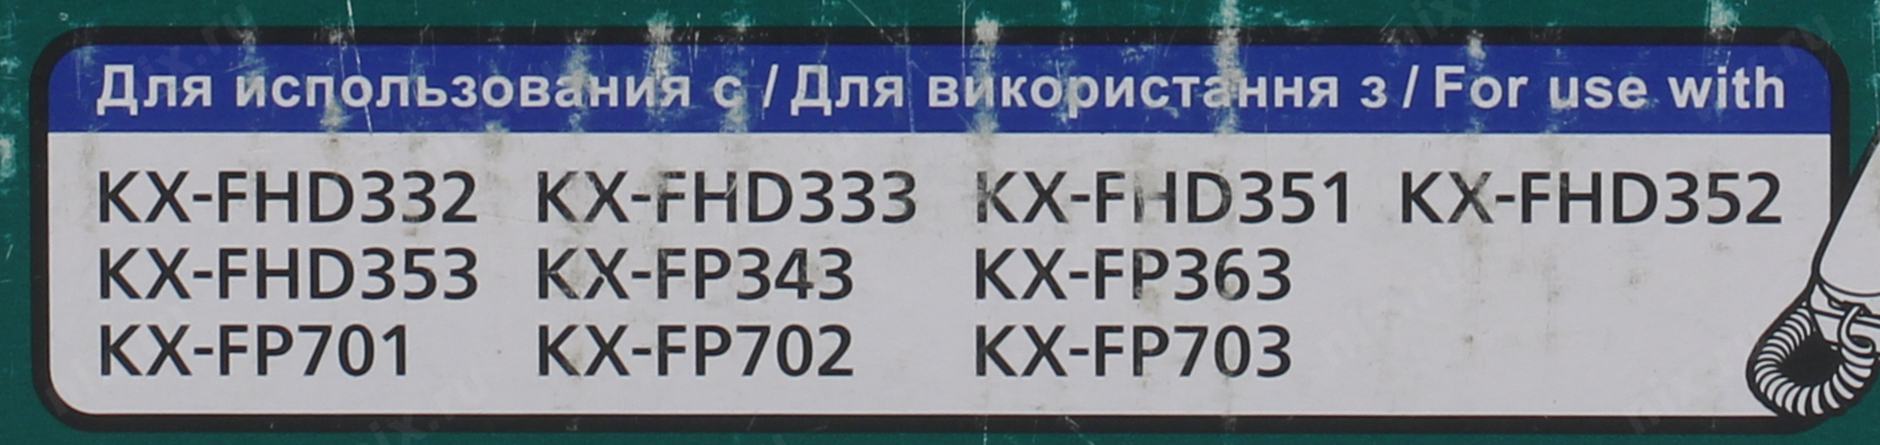 Для использования с / Для використання з / For use with
KX-FHD332 KX-FHD333 KX-FHD351 KX-FHD352
KX-FHD353 KX-FP343 KX-FP363
KX-FP701 KX-FP702 KX-FP703